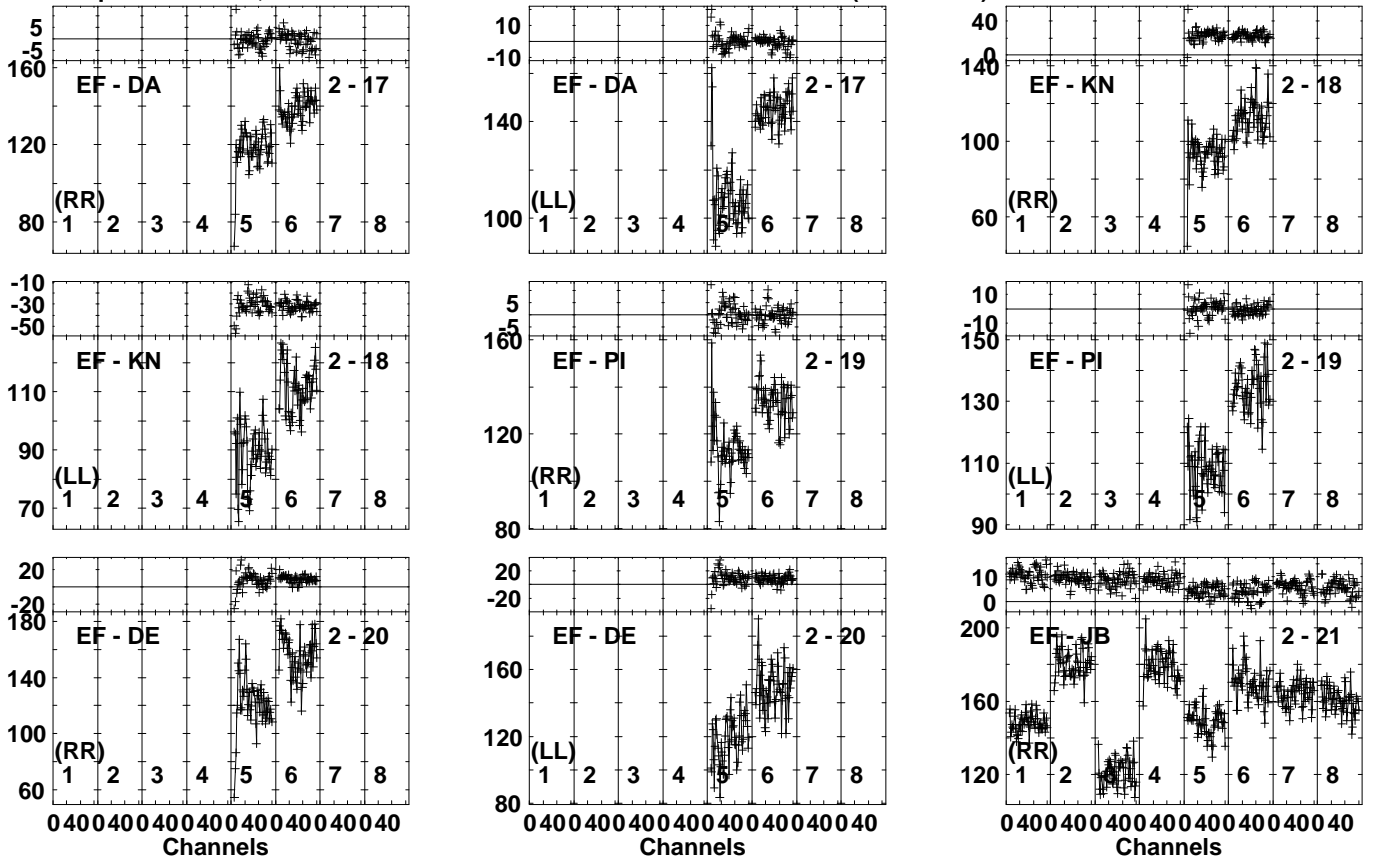 5
-5
160
120
80
EF - DA
2 - 17
(RR)
1 2 3 4 5 6 7 8
10
-10
140
100
EF - DA
2 - 17
(LL)
1 2 3 4 5 6 7 8
40
0
140
100
60
EF - KN
2 - 18
(RR)
1 2 3 4 5 6 7 8
-10
-30
-50
110
90
70
EF - KN
2 - 18
(LL)
1 2 3 4 5 6 7 8
5
-5
160
120
80
EF - PI
2 - 19
(RR)
1 2 3 4 5 6 7 8
10
-10
150
130
110
90
EF - PI
2 - 19
(LL)
1 2 3 4 5 6 7 8
20
-20
180
140
100
60
EF - DE
2 - 20
(RR)
1 2 3 4 5 6 7 8
0 40 0 40 0 40 0 40 0 40 0 40 0 40 0 40
Channels
20
-20
160
120
80
EF - DE
2 - 20
(LL)
1 2 3 4 5 6 7 8
0 40 0 40 0 40 0 40 0 40 0 40 0 40 0 40
Channels
10
0
200
160
120
EF - JB
2 - 21
(RR)
1 2 3 4 5 6 7 8
0 40 0 40 0 40 0 40 0 40 0 40 0 40 0 40
Channels